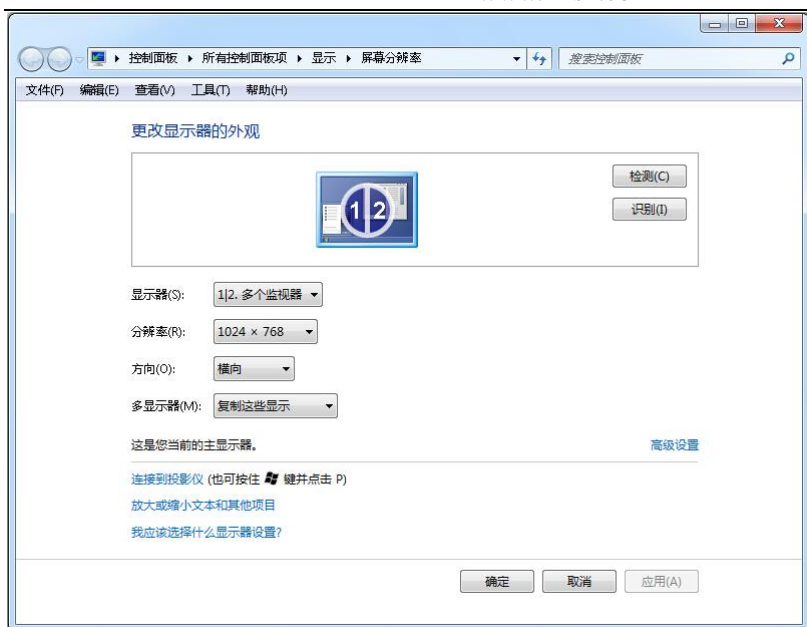 控制面板 ▸ 所有控制面板项 ▸ 显示 ▸ 屏幕分辨率 搜索控制面板
文件(F) 编辑(E) 查看(V) 工具(T) 帮助(H)
更改显示器的外观
1|2
检测(C)
识别(I)
显示器(S): 1|2. 多个监视器
分辨率(R): 1024 × 768
方向(O): 横向
多显示器(M): 复制这些显示
这是您当前的主显示器。 高级设置
连接到投影仪 (也可按住 键并点击 P)
放大或缩小文本和其他项目
我应该选择什么显示器设置?
确定 取消 应用(A)